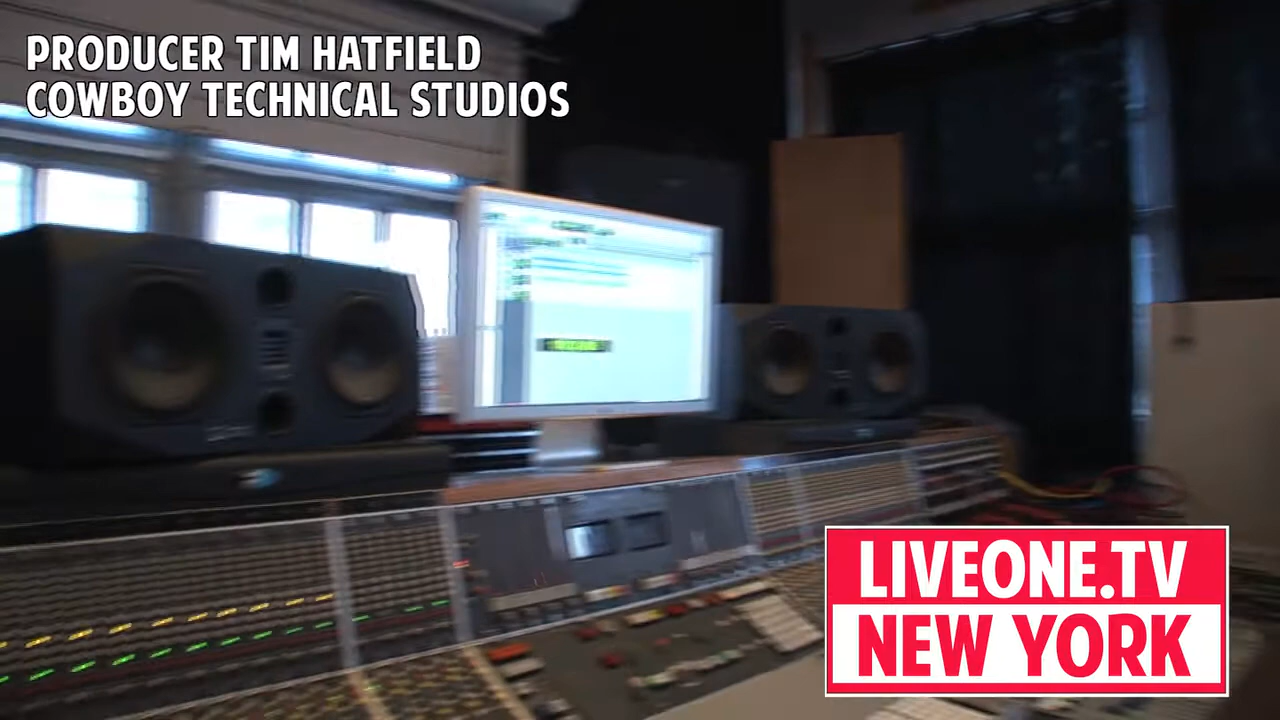 PRODUCER TIM HATFIELD
COWBOY TECHNICAL STUDIOS
LIVEONE.TV
NEW YORK